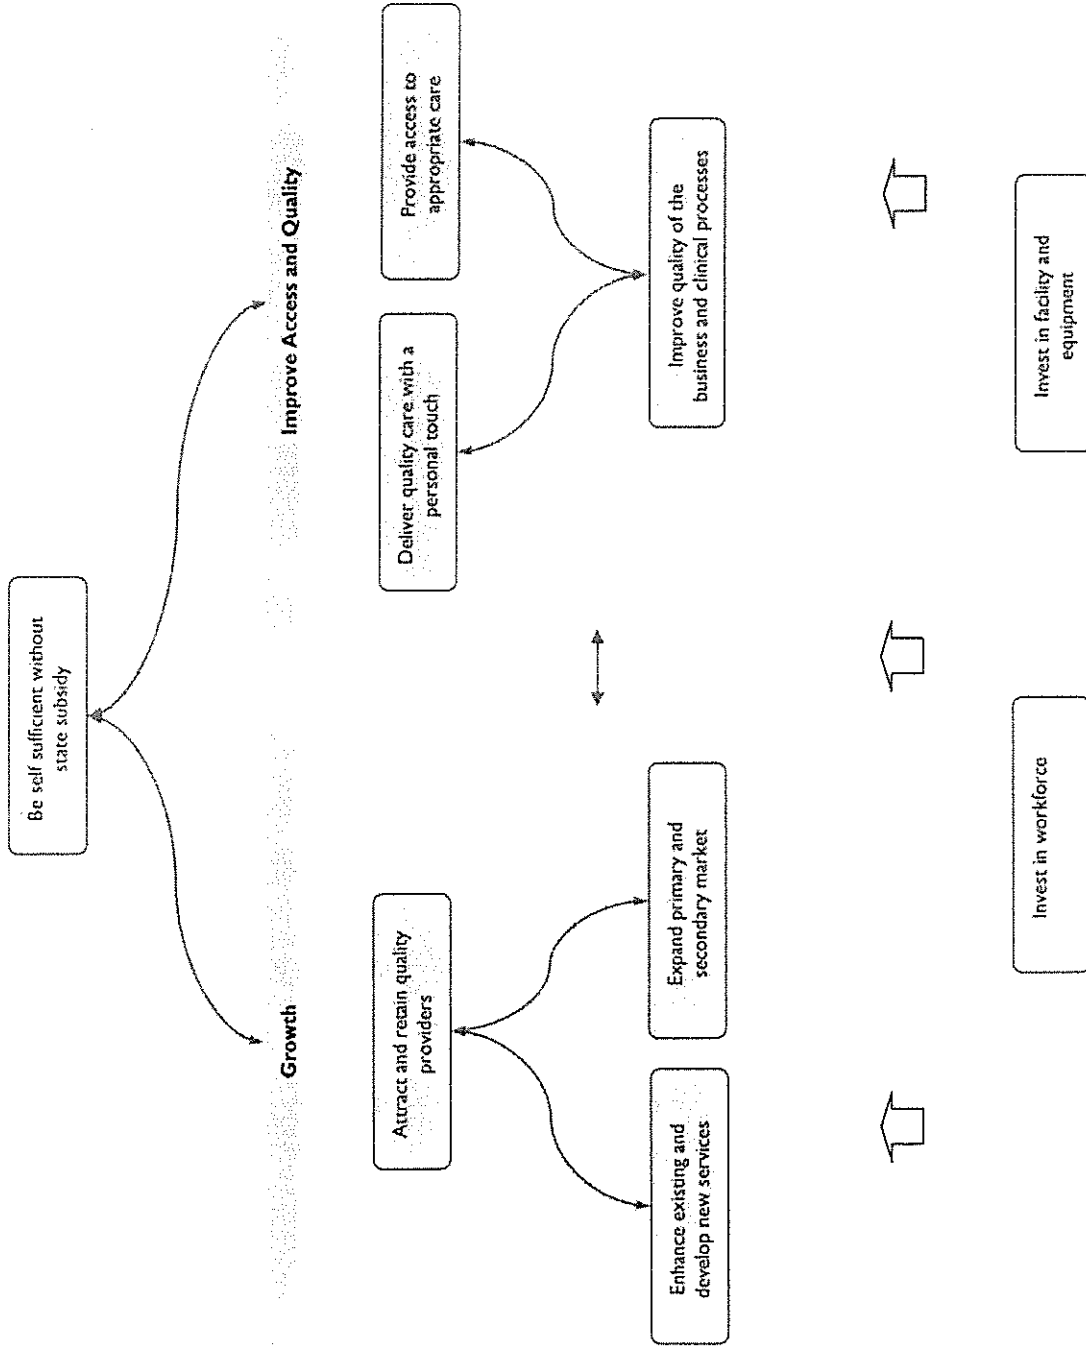 Be self sufficient without
state subsidy
Growth
Improve Access and Quality
Attract and retain quality
providers
Deliver quality care with a
personal touch
Provide access to
appropriate care
Enhance existing and
develop new services
Expand primary and
secondary market
Improve quality of the
business and clinical processes
Invest in workforce
Invest in facility and
equipment